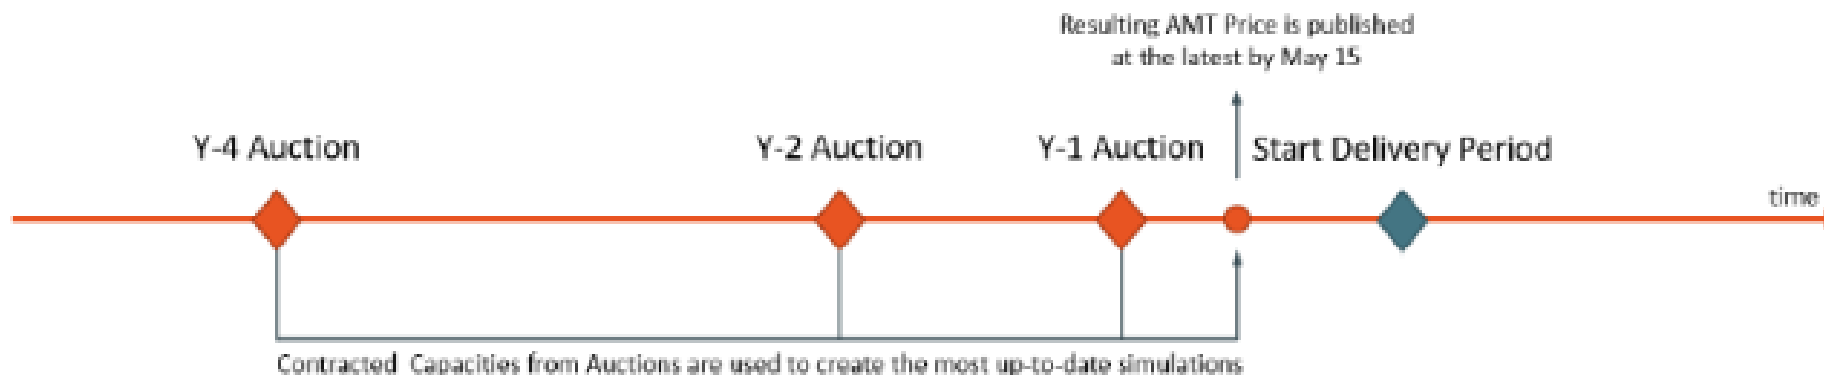 Resulting AMT Price is published
at the latest by May 15
Y-4 Auction
Y-2 Auction
Y-1 Auction
Start Delivery Period
time
Contracted Capacities from Auctions are used to create the most up-to-date simulations